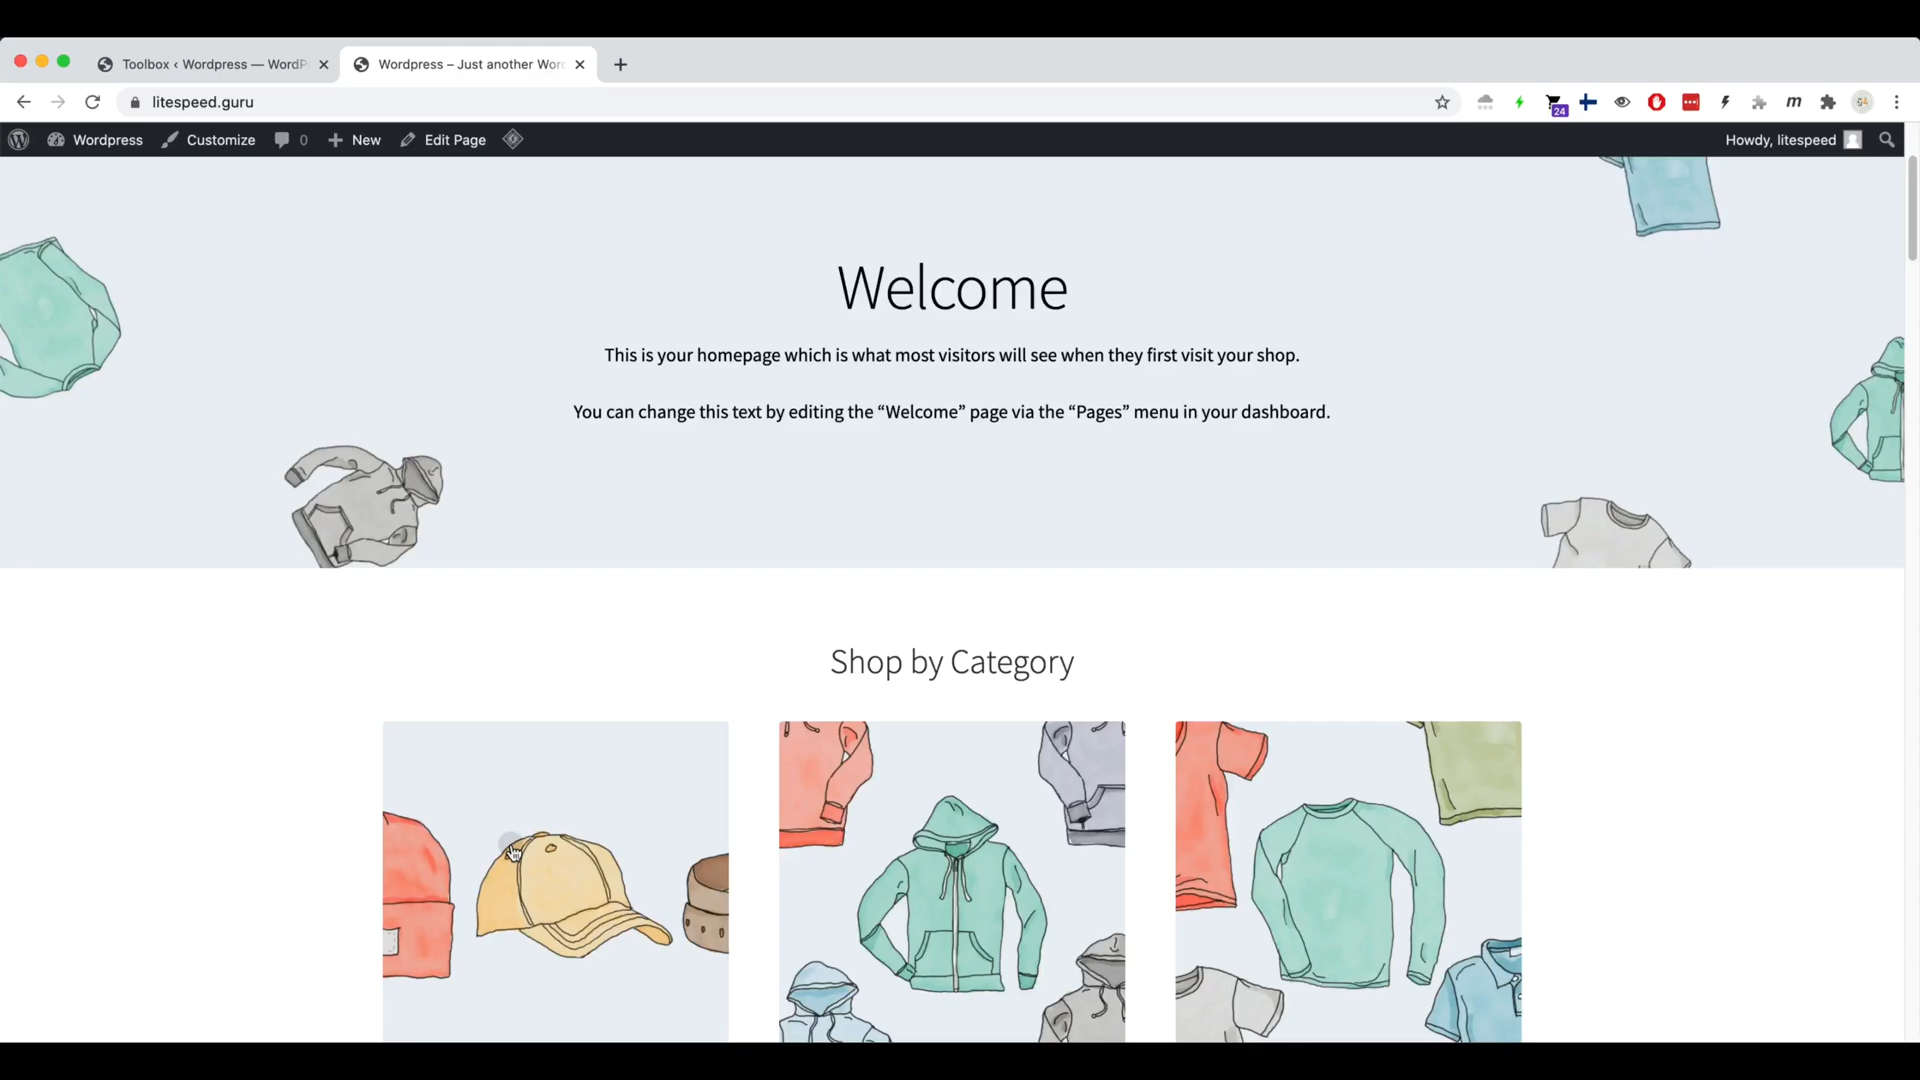 Toolbox ‹ Wordpress — WordP
Wordpress – Just another Wor
litespeed.guru
24
Wordpress
Customize
0
New
Edit Page
Howdy, litespeed
Welcome
This is your homepage which is what most visitors will see when they first visit your shop.
You can change this text by editing the “Welcome” page via the “Pages” menu in your dashboard.
Shop by Category